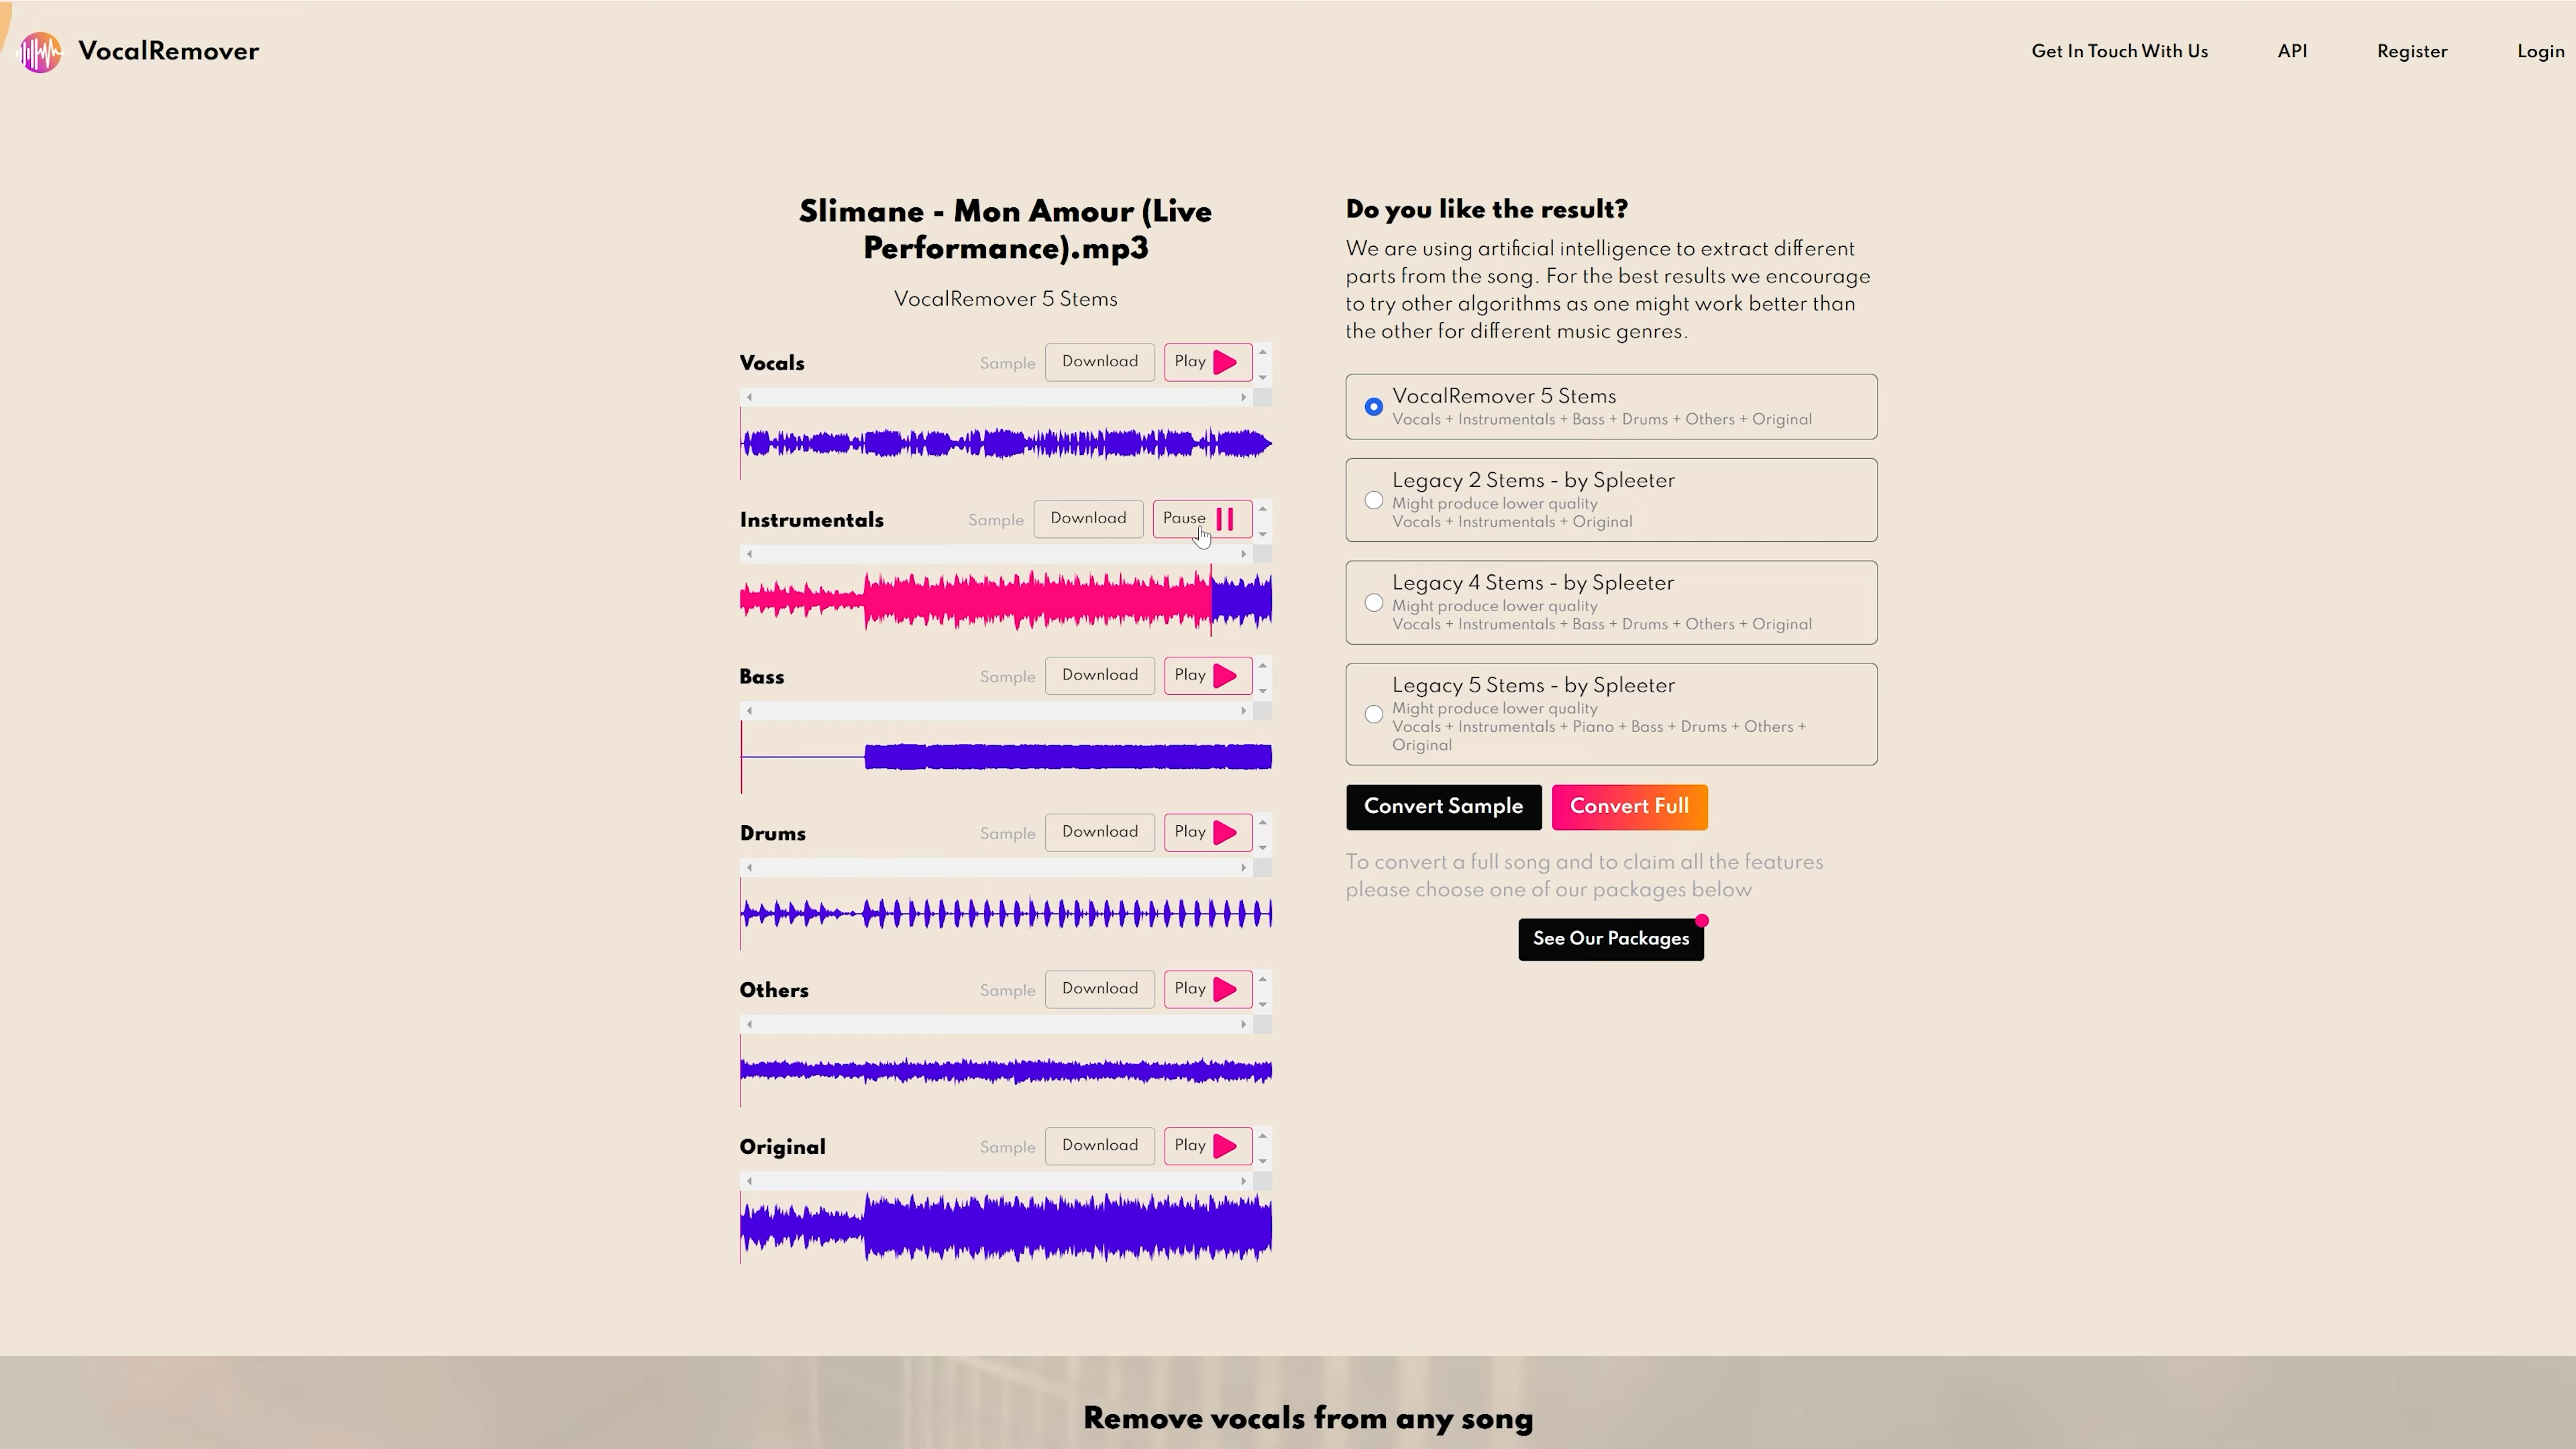 VocalRemover
Get In Touch With Us
API
Register
Login
Slimane - Mon Amour (Live
Performance).mp3
VocalRemover 5 Stems
Vocals
Sample
Download
Play
Instrumentals
Sample
Download
Pause
Bass
Sample
Download
Play
Drums
Sample
Download
Play
Others
Sample
Download
Play
Original
Sample
Download
Play
Do you like the result?
We are using artificial intelligence to extract different
parts from the song. For the best results we encourage
to try other algorithms as one might work better than
the other for different music genres.
VocalRemover 5 Stems
Vocals + Instrumentals + Bass + Drums + Others + Original
Legacy 2 Stems - by Spleeter
Might produce lower quality
Vocals + Instrumentals + Original
Legacy 4 Stems - by Spleeter
Might produce lower quality
Vocals + Instrumentals + Bass + Drums + Others + Original
Legacy 5 Stems - by Spleeter
Might produce lower quality
Vocals + Instrumentals + Piano + Bass + Drums + Others +
Original
Convert Sample
Convert Full
To convert a full song and to claim all the features
please choose one of our packages below
See Our Packages
Remove vocals from any song